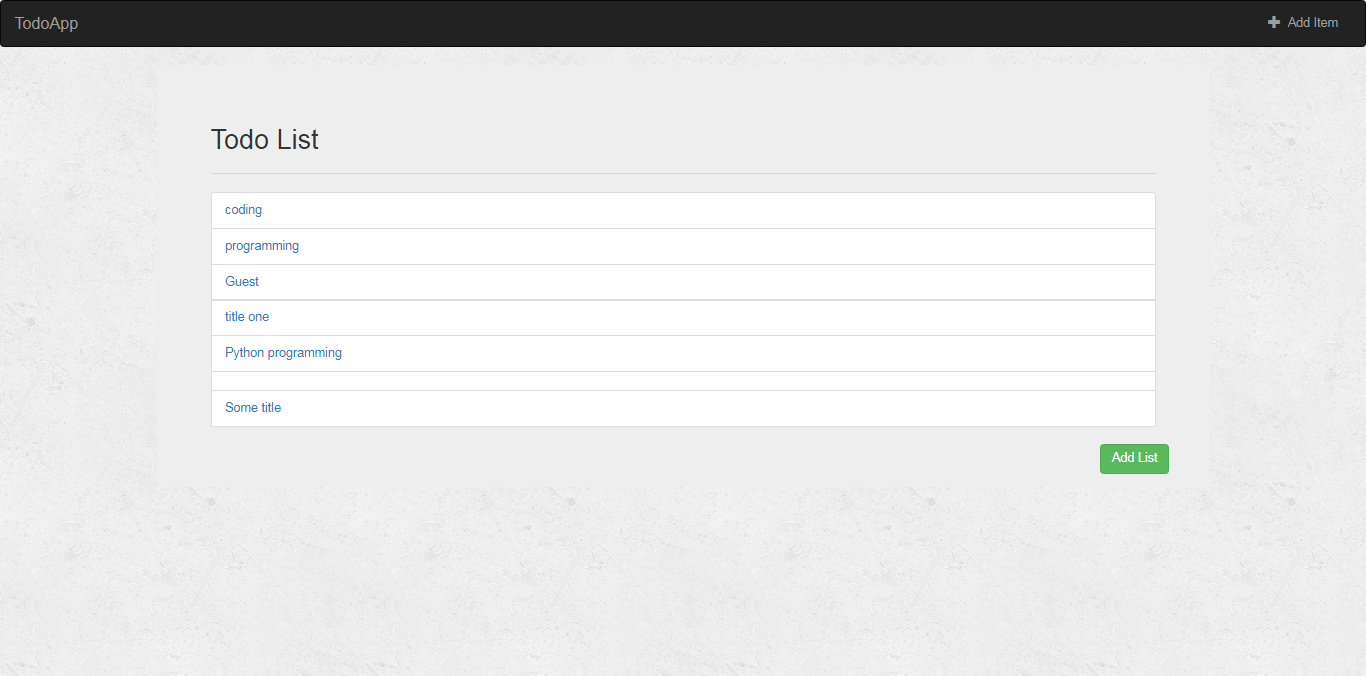 TodoApp
Add Item
Todo List
coding
programming
Guest
title one
Python programming
Some title
Add List